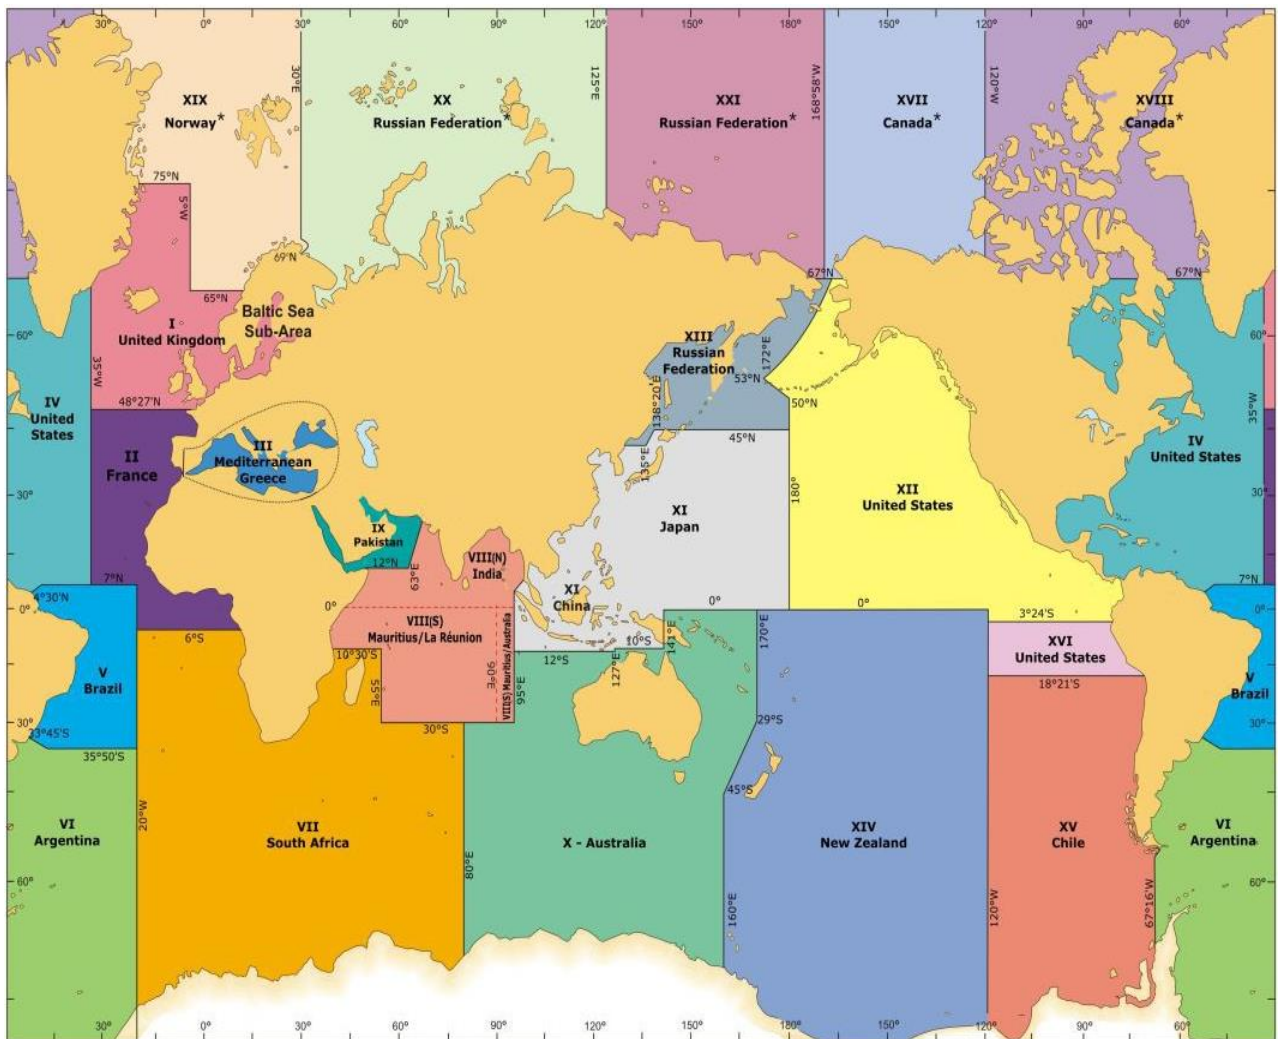 30°
0°
30°
60°
90°
120°
150°
180°
150°
120°
90°
60°
30°E
125°E
168°58'W
120°W
XIX
Norway*
XX
Russian Federation*
XXI
Russian Federation*
XVII
Canada*
XVIII
Canada*
75°N
5°W
69°N
65°N
67°N
67°N
Baltic Sea
Sub-Area
I
United Kingdom
60°
60°
35°W
48°27'N
XIII
Russian
Federation
172°E
53°N
138°20'E
50°N
45°N
135°E
IV
United
States
35°W
IV
United States
II
France
III
Mediterranean
Greece
30°
30°
XII
United States
180°
XI
Japan
IX
Pakistan
12°N
63°E
VIII(N)
India
XI
China
7°N
7°N
4°30'N
0°
0°
0°
0°
0°
3°24'S
6°S
VIII(S)
Mauritius/La Réunion
VIII(S) Mauritius/Australia
10°30'S
55°E
90°E
95°E
12°S
127°E
10°S
141°E
170°E
XVI
United States
18°21'S
V
Brazil
V
Brazil
30°
30°
33°45'S
35°50'S
30°S
29°S
45°S
VI
Argentina
20°W
VII
South Africa
80°E
X - Australia
160°E
XIV
New Zealand
120°W
XV
Chile
67°16'W
VI
Argentina
60°
60°
30°
0°
30°
60°
90°
120°
150°
180°
150°
120°
90°
60°